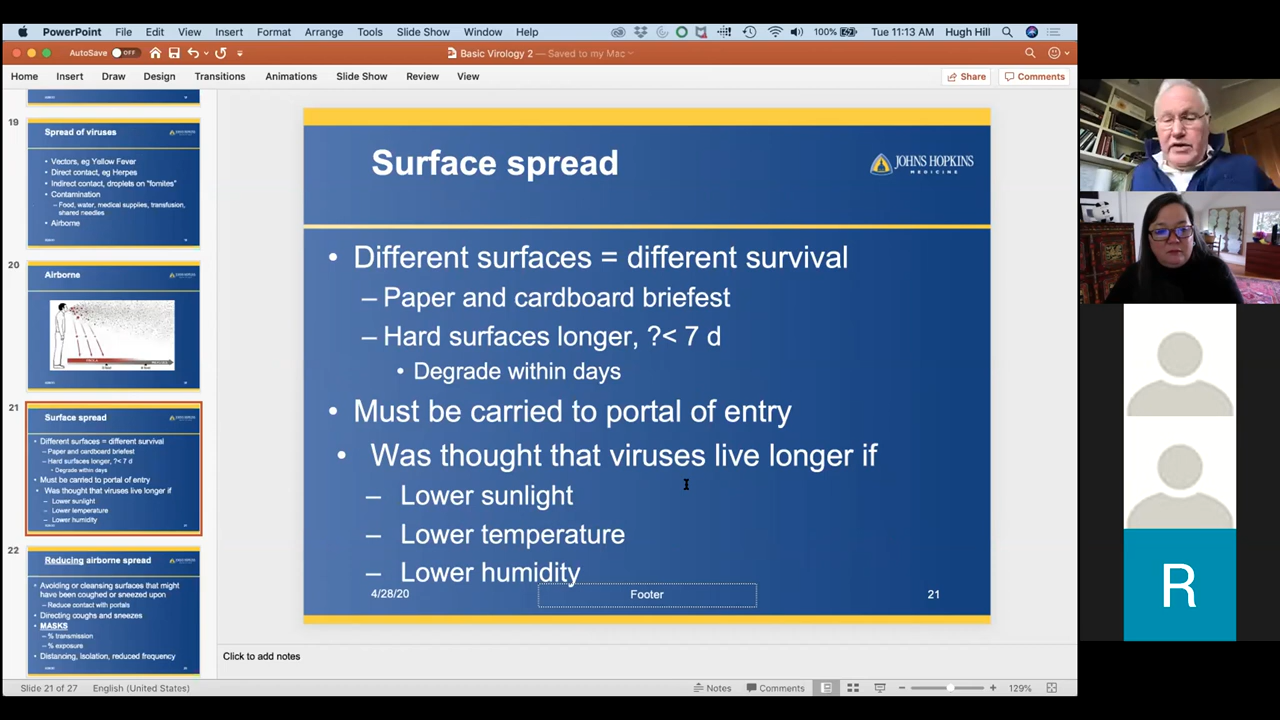 PowerPoint File Edit View Insert Format Arrange Tools Slide Show Window Help 100% Tue 11:13 AM Hugh Hill
AutoSave OFF Basic Virology 2 — Saved to my Mac
Home Insert Draw Design Transitions Animations Slide Show Review View Share Comments
19
Spread of viruses
• Vectors, eg Yellow Fever
• Direct contact, eg Herpes
• Indirect contact, droplets on "fomites"
• Contamination
– Food, water, medical supplies, transfusion,
shared needles
• Airborne
20
Airborne
21
Surface spread
• Different surfaces = different survival
– Paper and cardboard briefest
– Hard surfaces longer, ?< 7 d
• Degrade within days
• Must be carried to portal of entry
• Was thought that viruses live longer if
– Lower sunlight
– Lower temperature
– Lower humidity
22
Reducing airborne spread
• Avoiding or cleansing surfaces that might
have been coughed or sneezed upon
– Reduce contact with portals
• Directing coughs and sneezes
• MASKS
– % transmission
– % exposure
• Distancing, Isolation, reduced frequency
Surface spread
JOHNS HOPKINS
MEDICINE
• Different surfaces = different survival
– Paper and cardboard briefest
– Hard surfaces longer, ?< 7 d
• Degrade within days
• Must be carried to portal of entry
• Was thought that viruses live longer if
– Lower sunlight
– Lower temperature
– Lower humidity
4/28/20 Footer 21
Click to add notes
Slide 21 of 27 English (United States) Notes Comments 129%
R